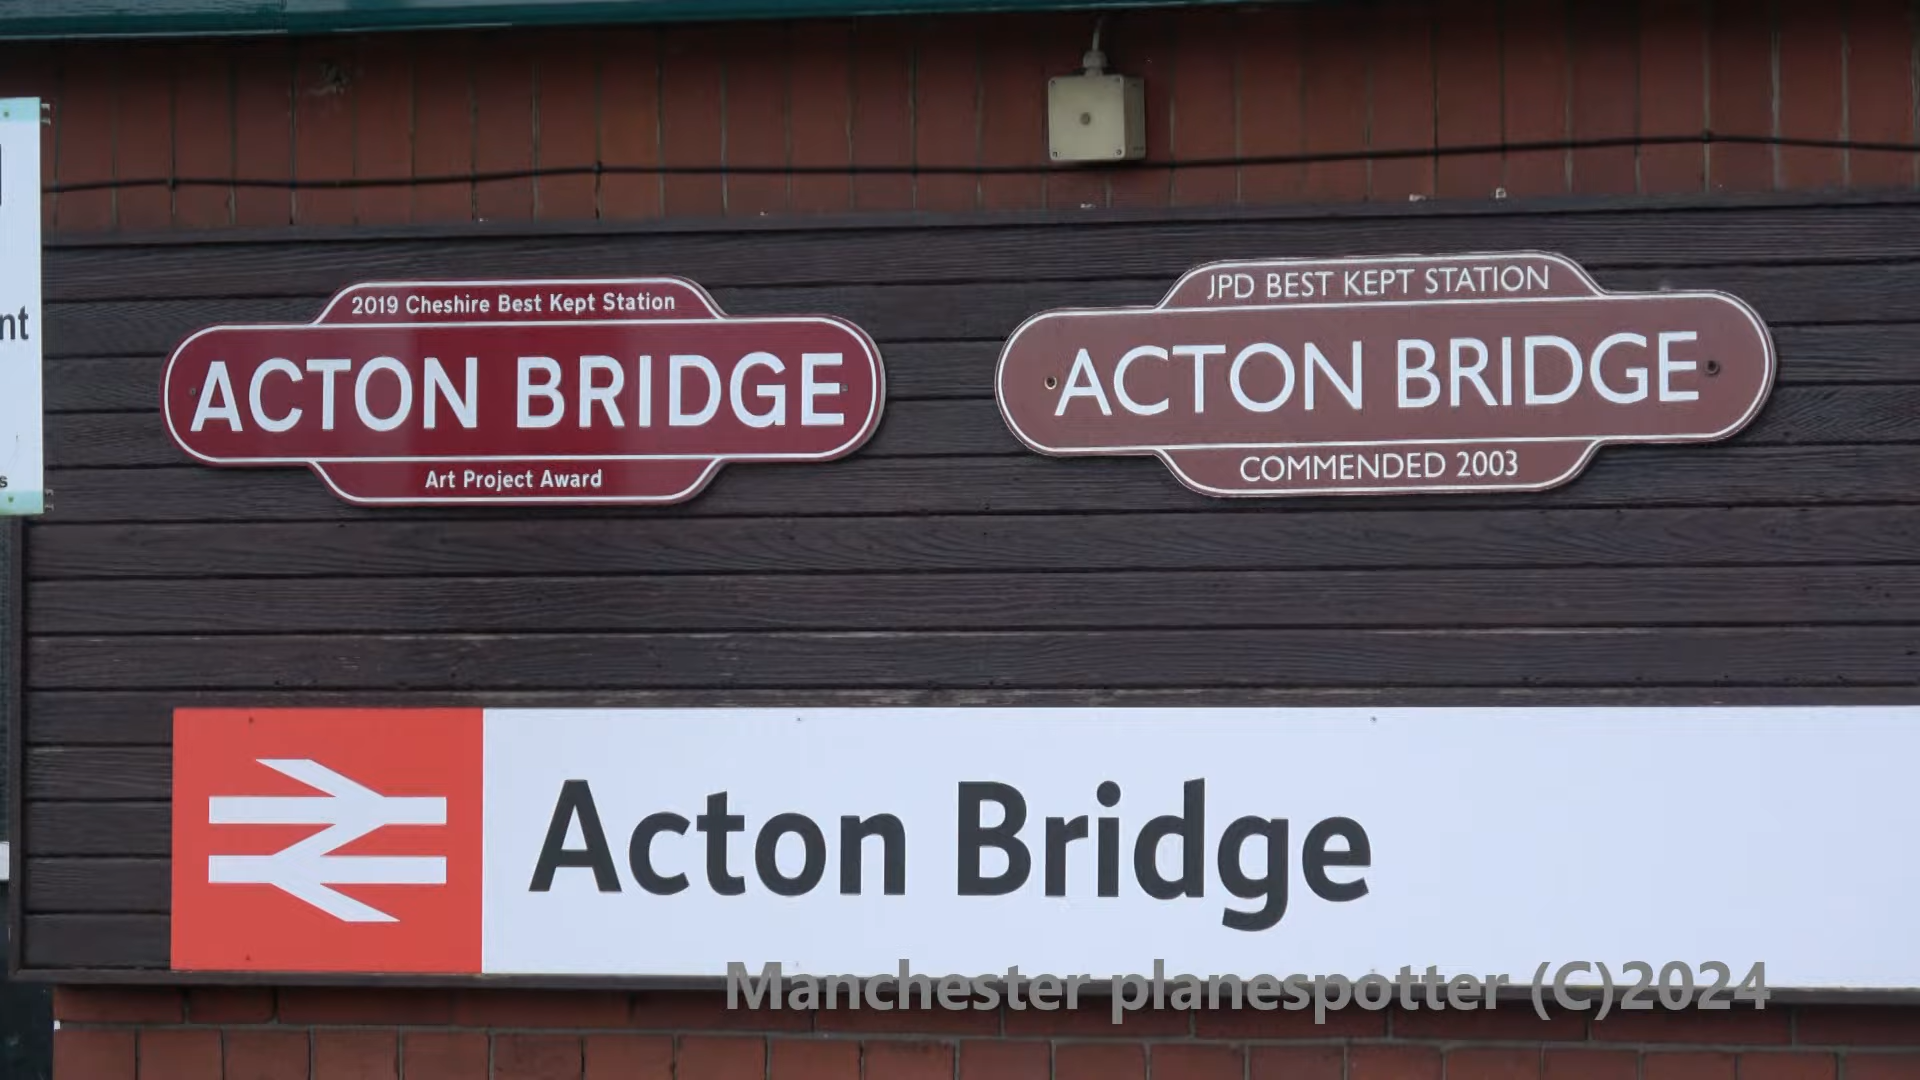 nt
s
2019 Cheshire Best Kept Station
ACTON BRIDGE
Art Project Award
JPD BEST KEPT STATION
ACTON BRIDGE
COMMENDED 2003
Acton Bridge
Manchester planespotter (C)2024